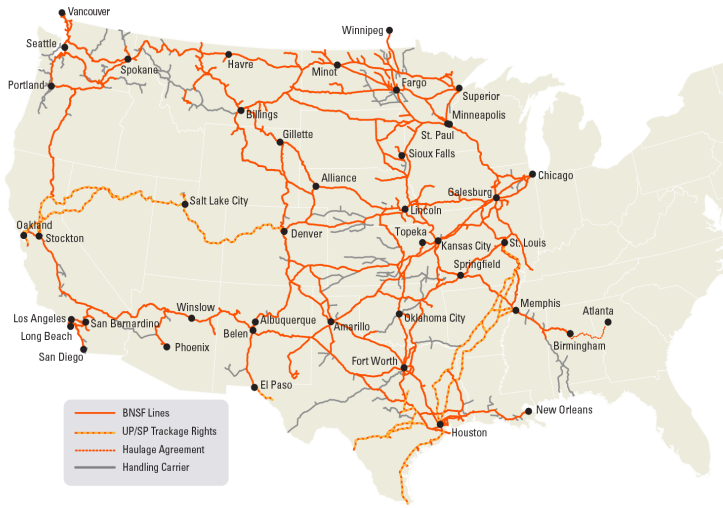 Vancouver
Winnipeg
Seattle
Spokane
Havre
Minot
Fargo
Superior
Portland
Billings
Minneapolis
St. Paul
Gillette
Sioux Falls
Alliance
Chicago
Galesburg
Salt Lake City
Lincoln
Oakland
Stockton
Denver
Topeka
Kansas City
St. Louis
Springfield
Winslow
Memphis
Atlanta
Los Angeles
San Bernardino
Albuquerque
Amarillo
Oklahoma City
Long Beach
Belen
Birmingham
San Diego
Phoenix
Fort Worth
El Paso
New Orleans
Houston
BNSF Lines
UP/SP Trackage Rights
Haulage Agreement
Handling Carrier